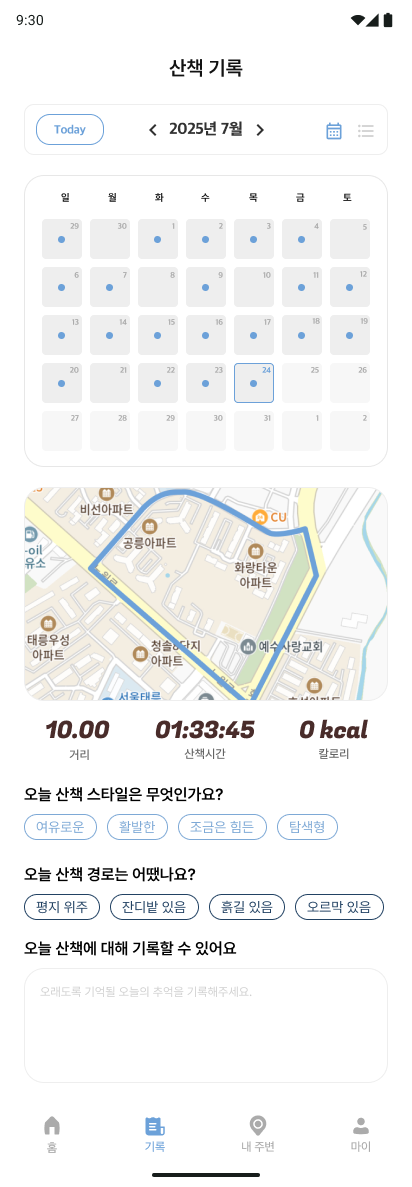 9:30
산책 기록
Today
2025년 7월
일 월 화 수 목 금 토
29 30 1 2 3 4 5
6 7 8 9 10 11 12
13 14 15 16 17 18 19
20 21 22 23 24 25 26
27 28 29 30 31 1 2
비선아파트
CU
공릉아파트
화랑타운
아파트
-oil
유소
태릉우성
아파트
청솔8단지
아파트
예수사랑교회
서울태릉
10.00 01:33:45 0 kcal
거리 산책시간 칼로리
오늘 산책 스타일은 무엇인가요?
여유로운 활발한 조금은 힘든 탐색형
오늘 산책 경로는 어땠나요?
평지 위주 잔디밭 있음 흙길 있음 오르막 있음
오늘 산책에 대해 기록할 수 있어요
오래도록 기억될 오늘의 추억을 기록해주세요.
홈 기록 내 주변 마이